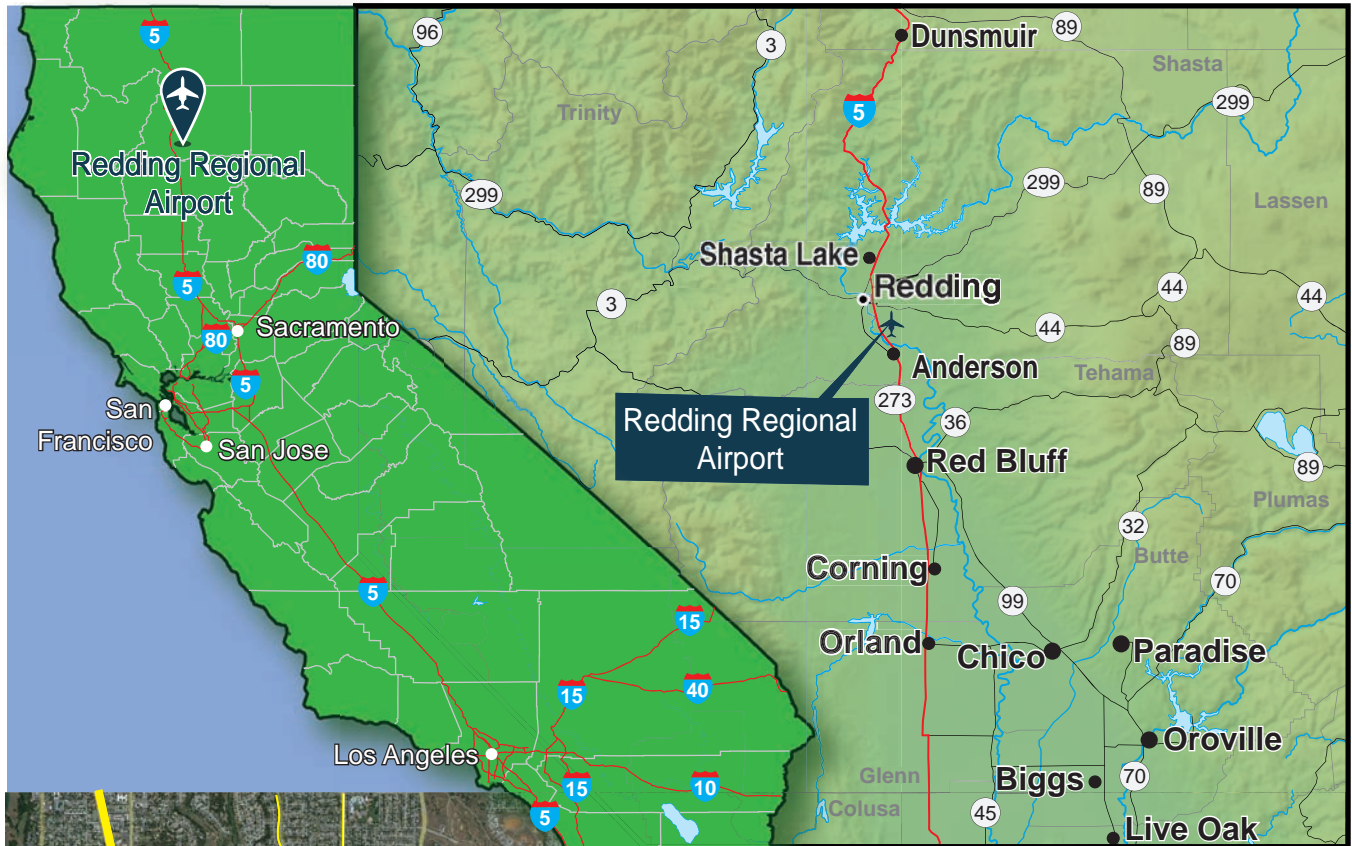 5
Redding Regional
Airport
5
80
80
Sacramento
5
San
Francisco
San Jose
5
15
15
40
Los Angeles
15
10
5
96
3
Dunsmuir
89
Shasta
Trinity
5
299
299
299
89
Lassen
Shasta Lake
Redding
3
44
44
44
89
Anderson
Tehama
Redding Regional
Airport
273
36
Red Bluff
89
Plumas
32
Butte
Corning
70
99
Orland
Chico
Paradise
Oroville
Glenn
Biggs
70
Colusa
45
Live Oak